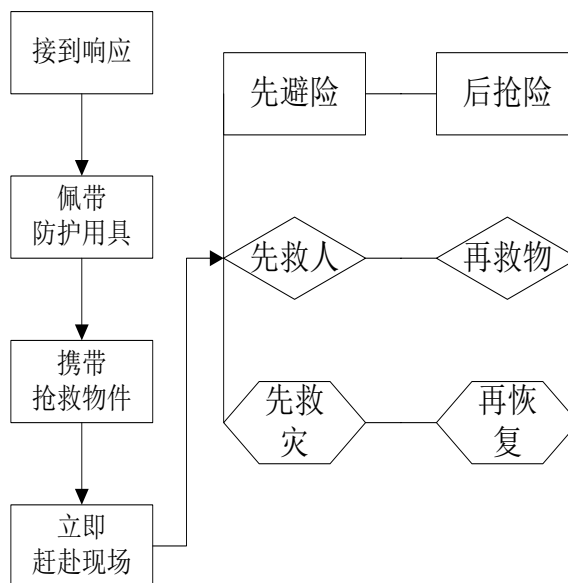 接到响应
佩带
防护用具
携带
抢救物件
立即
赶赴现场
先避险
后抢险
先救人
再救物
先救
灾
再恢
复